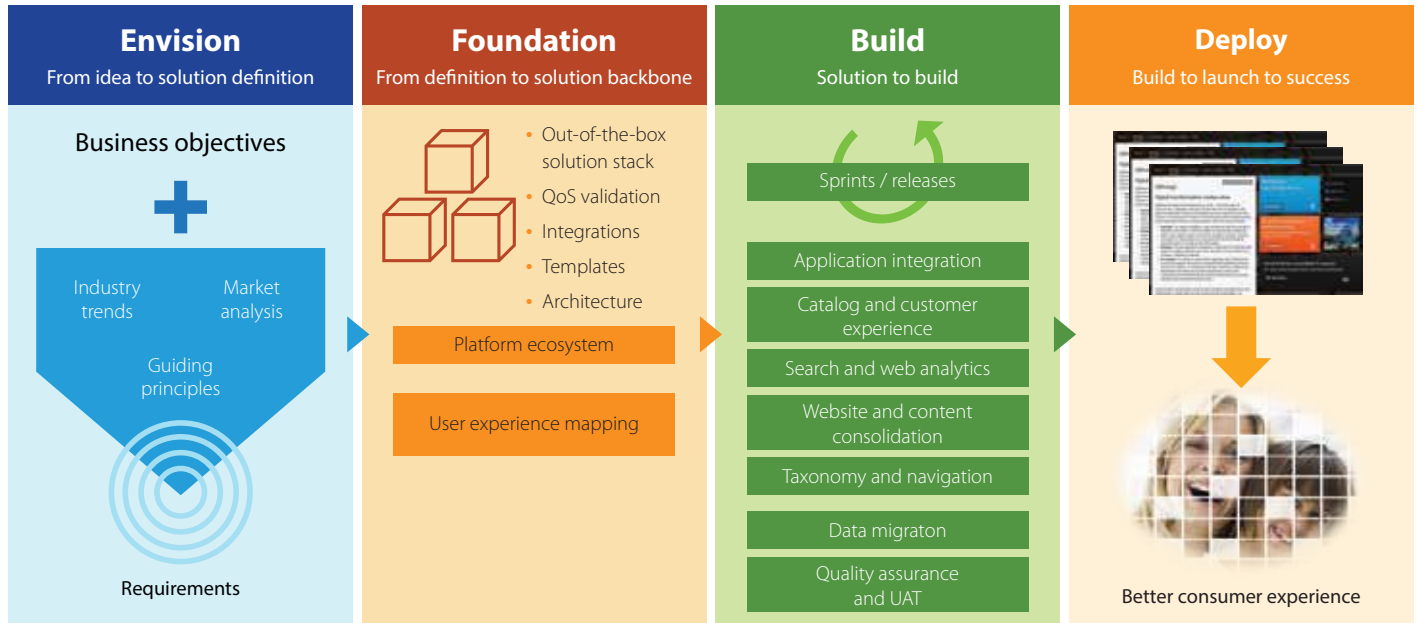 Envision
From idea to solution definition
Business objectives
Industry
trends
Market
analysis
Guiding
principles
Requirements
Foundation
From definition to solution backbone
• Out-of-the-box
solution stack
• QoS validation
• Integrations
• Templates
• Architecture
Platform ecosystem
User experience mapping
Build
Solution to build
Sprints / releases
Application integration
Catalog and customer
experience
Search and web analytics
Website and content
consolidation
Taxonomy and navigation
Data migraton
Quality assurance
and UAT
Deploy
Build to launch to success
Better consumer experience